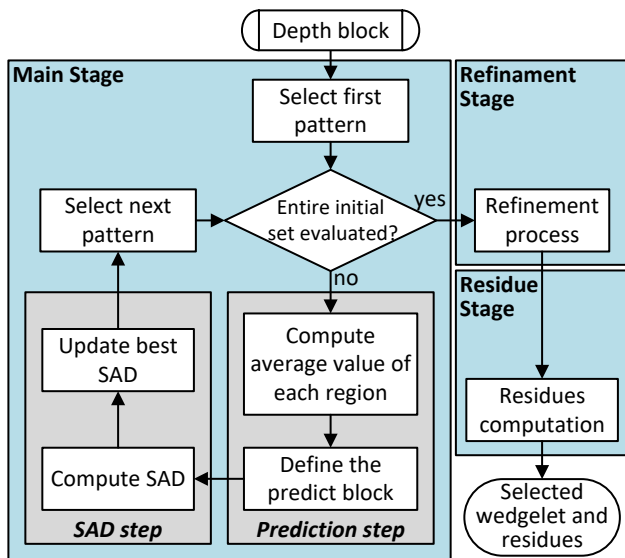 Depth block
Main Stage
Select first
pattern
Refinament
Stage
Select next
pattern
Entire initial
set evaluated?
yes
Refinement
process
no
Residue
Stage
Compute
average value of
each region
Update best
SAD
Residues
computation
Define the
predict block
Compute SAD
SAD step
Prediction step
Selected
wedgelet and
residues